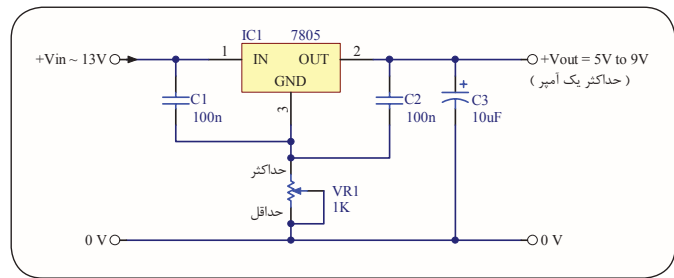 IC1 7805
+Vin ~ 13V
1
IN OUT
2
GND
3
+Vout = 5V to 9V
( حداکثر یک آمپر )
C1
100n
C2
100n
C3
10uF
+
حداکثر
VR1
1K
حداقل
0 V
0 V